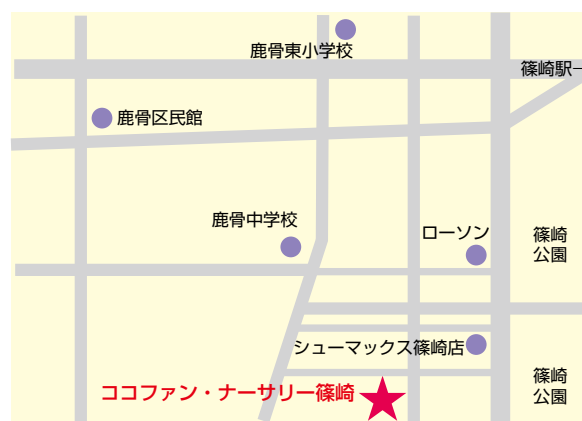 鹿骨東小学校
篠崎駅→
鹿骨区民館
鹿骨中学校
ローソン
篠崎
公園
シューマックス篠崎店
ココファン・ナーサリー篠崎
篠崎
公園